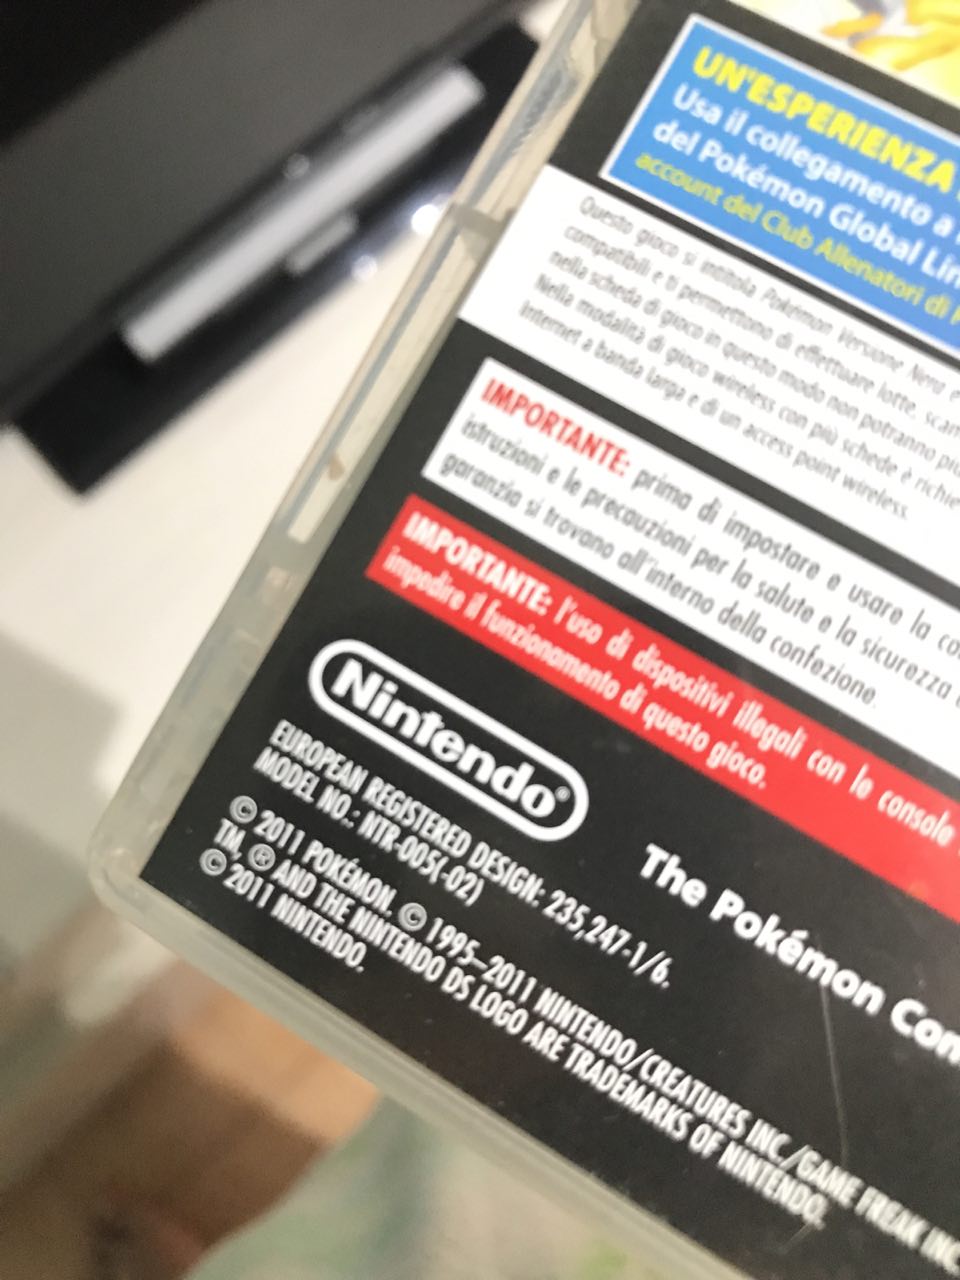 UN'ESPERIENZA
Usa il collegamento a
del Pokémon Global Lin
account del Club Allenatori di P
Questo gioco si intitola Pokémon Versione Nera e
compatibili e ti permettono di effettuare lotte, scam
nella scheda di gioco in questo modo non potranno più
Nella modalità di gioco wireless con più schede è richie
Internet a banda larga e di un access point wireless.
IMPORTANTE: prima di impostare e usare la co
istruzioni e le precauzioni per la salute e la sicurezza
garanzia si trovano all'interno della confezione.
IMPORTANTE: l'uso di dispositivi illegali con le console
impedire il funzionamento di questo gioco.
Nintendo®
EUROPEAN REGISTERED DESIGN: 235,247-1/6.
MODEL NO.: NTR-005(-02)
The Pokémon Com
© 2011 POKÉMON. © 1995–2011 NINTENDO/CREATURES INC./GAME FREAK INC.
TM, ® AND THE NINTENDO DS LOGO ARE TRADEMARKS OF NINTENDO.
© 2011 NINTENDO.